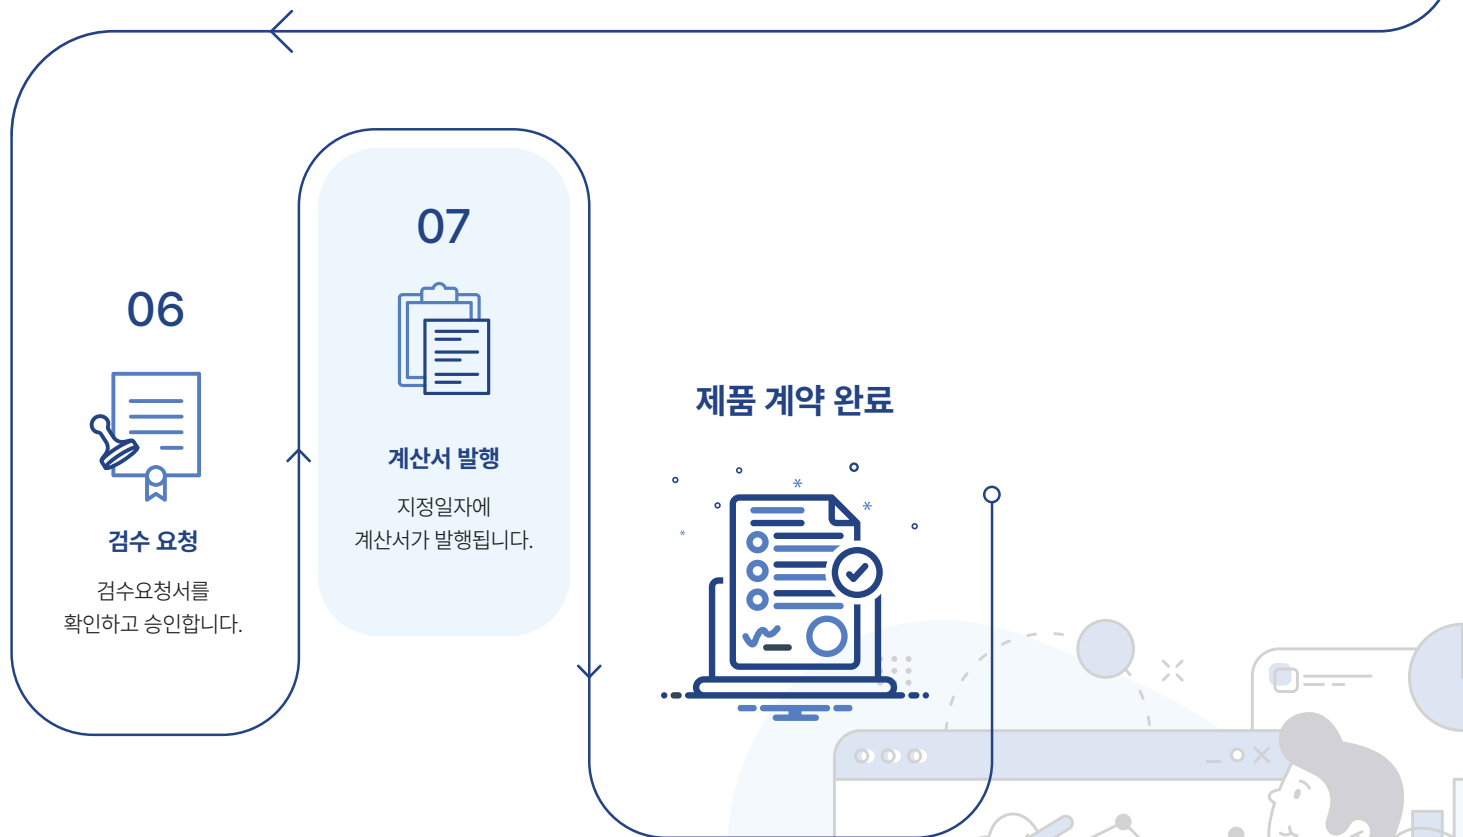 06
검수 요청
검수요청서를
확인하고 승인합니다.
07
계산서 발행
지정일자에
계산서가 발행됩니다.
제품 계약 완료